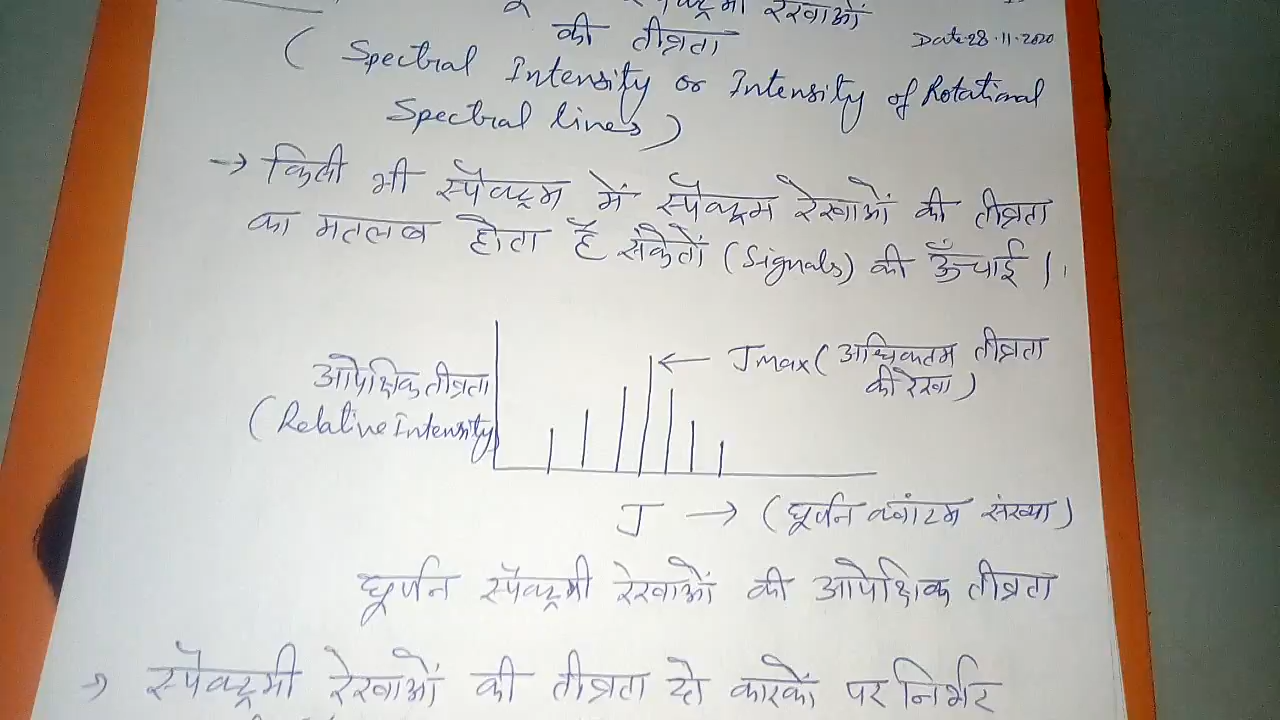 स्पैक्ट्रमी रेखाओं
की तीव्रता
Date 28.11.2020
( Spectral Intensity or Intensity of Rotational
Spectral lines )
→ किसी भी स्पैक्ट्रम में स्पैक्ट्रम रेखाओं की तीव्रता
का मतलब होता है संकेतों (Signals) की ऊँचाई ।
आपेक्षिक तीव्रता
(Relative Intensity
← Jmax ( अधिकतम तीव्रता
की रेखा )
J → (घूर्णन क्वांटम संख्या)
घूर्णन स्पैक्ट्रमी रेखाओं की आपेक्षिक तीव्रता
→ स्पैक्ट्रमी रेखाओं की तीव्रता दो कारकों पर निर्भर